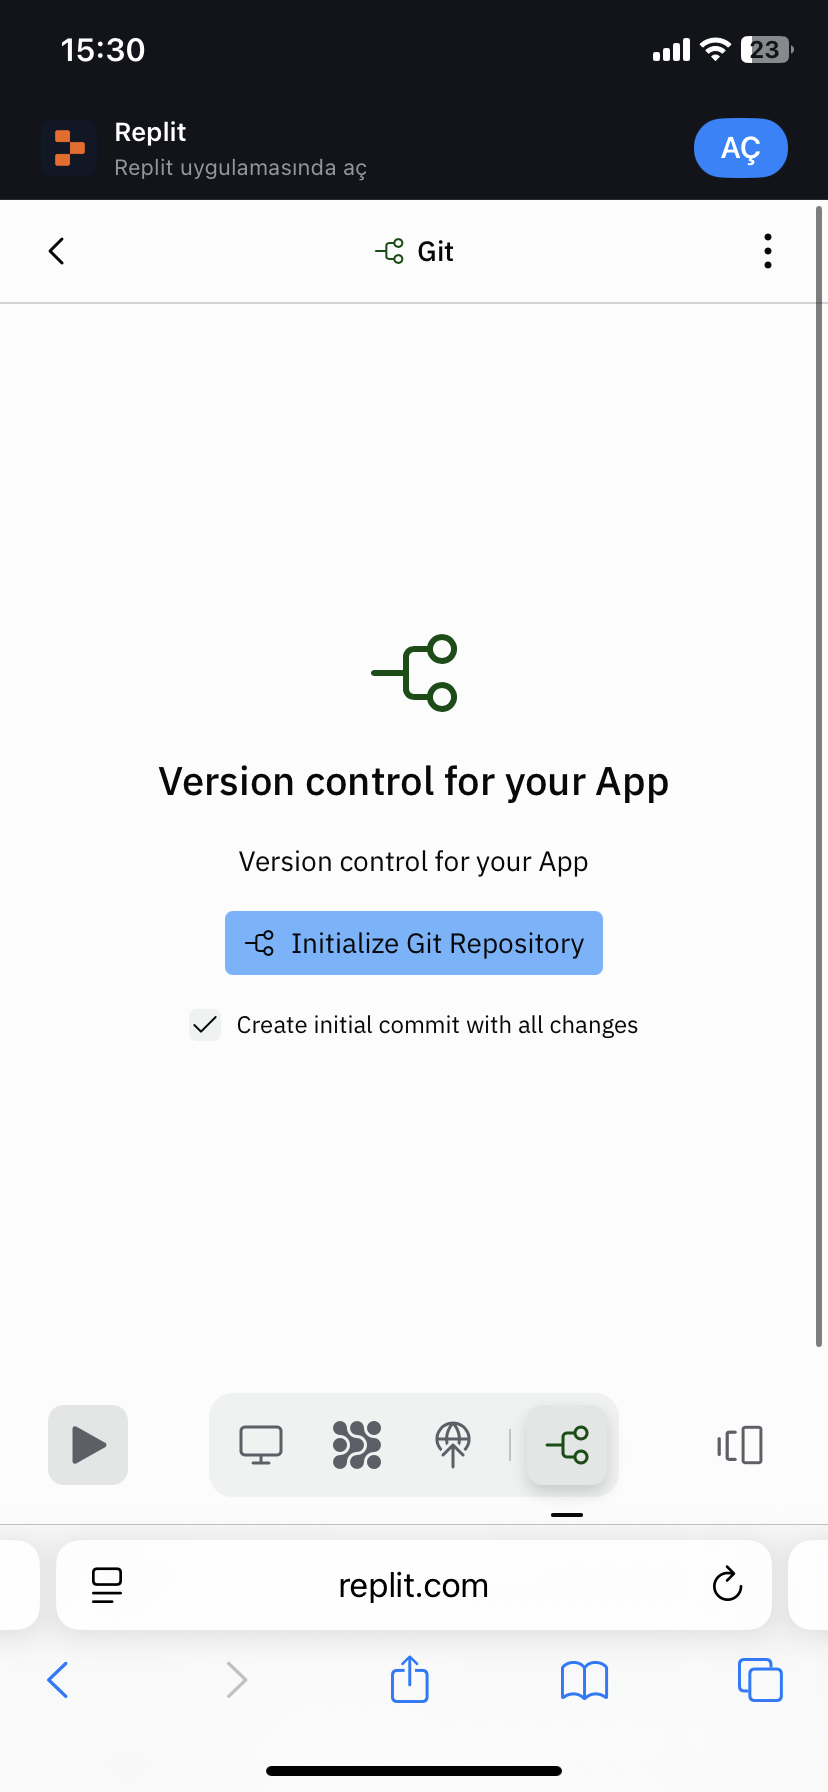 15:30
23
Replit
Replit uygulamasında aç
AÇ
Git
Version control for your App
Version control for your App
Initialize Git Repository
Create initial commit with all changes
replit.com